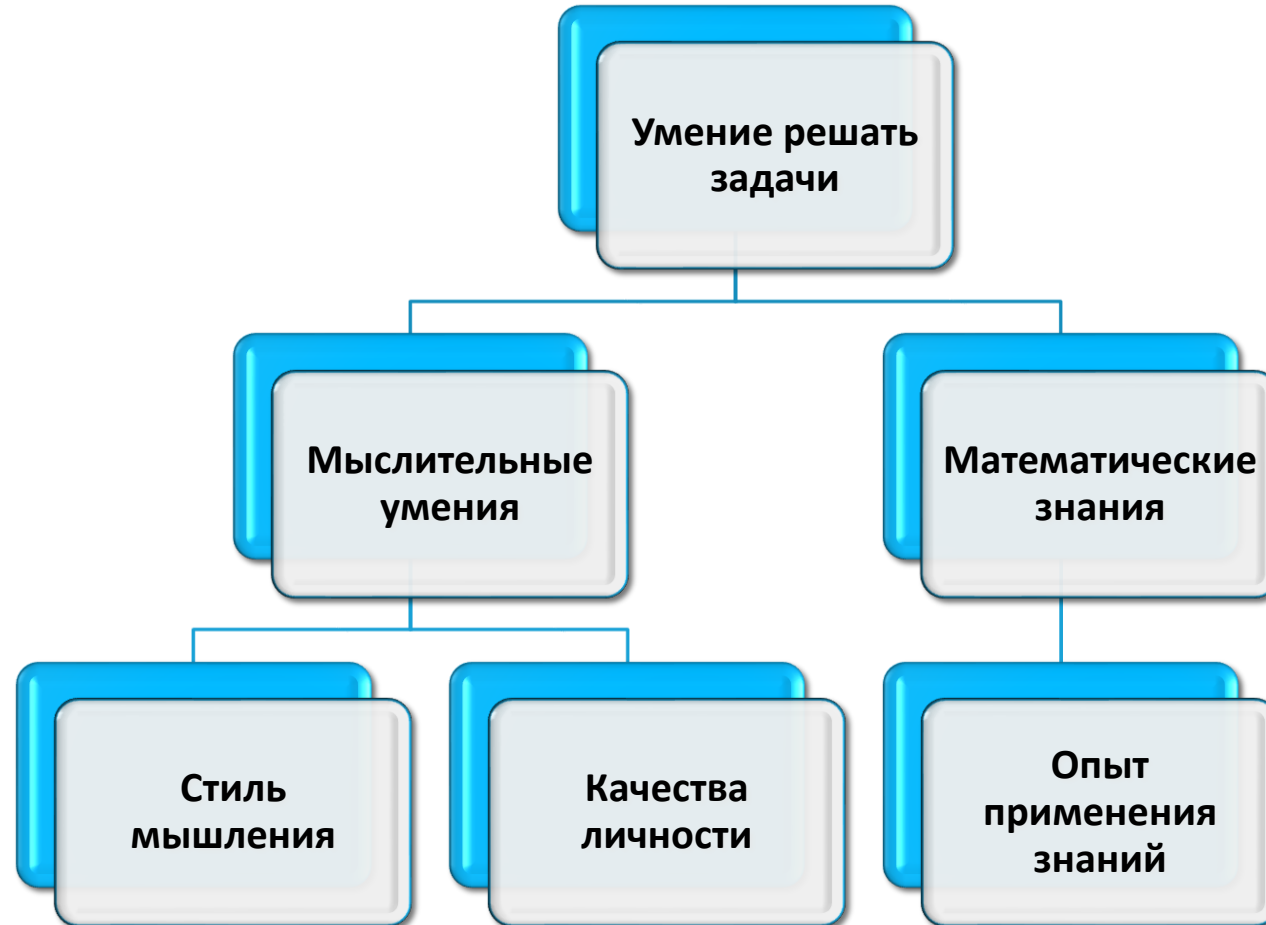 Умение решать
задачи
Мыслительные
умения
Математические
знания
Стиль
мышления
Качества
личности
Опыт
применения
знаний